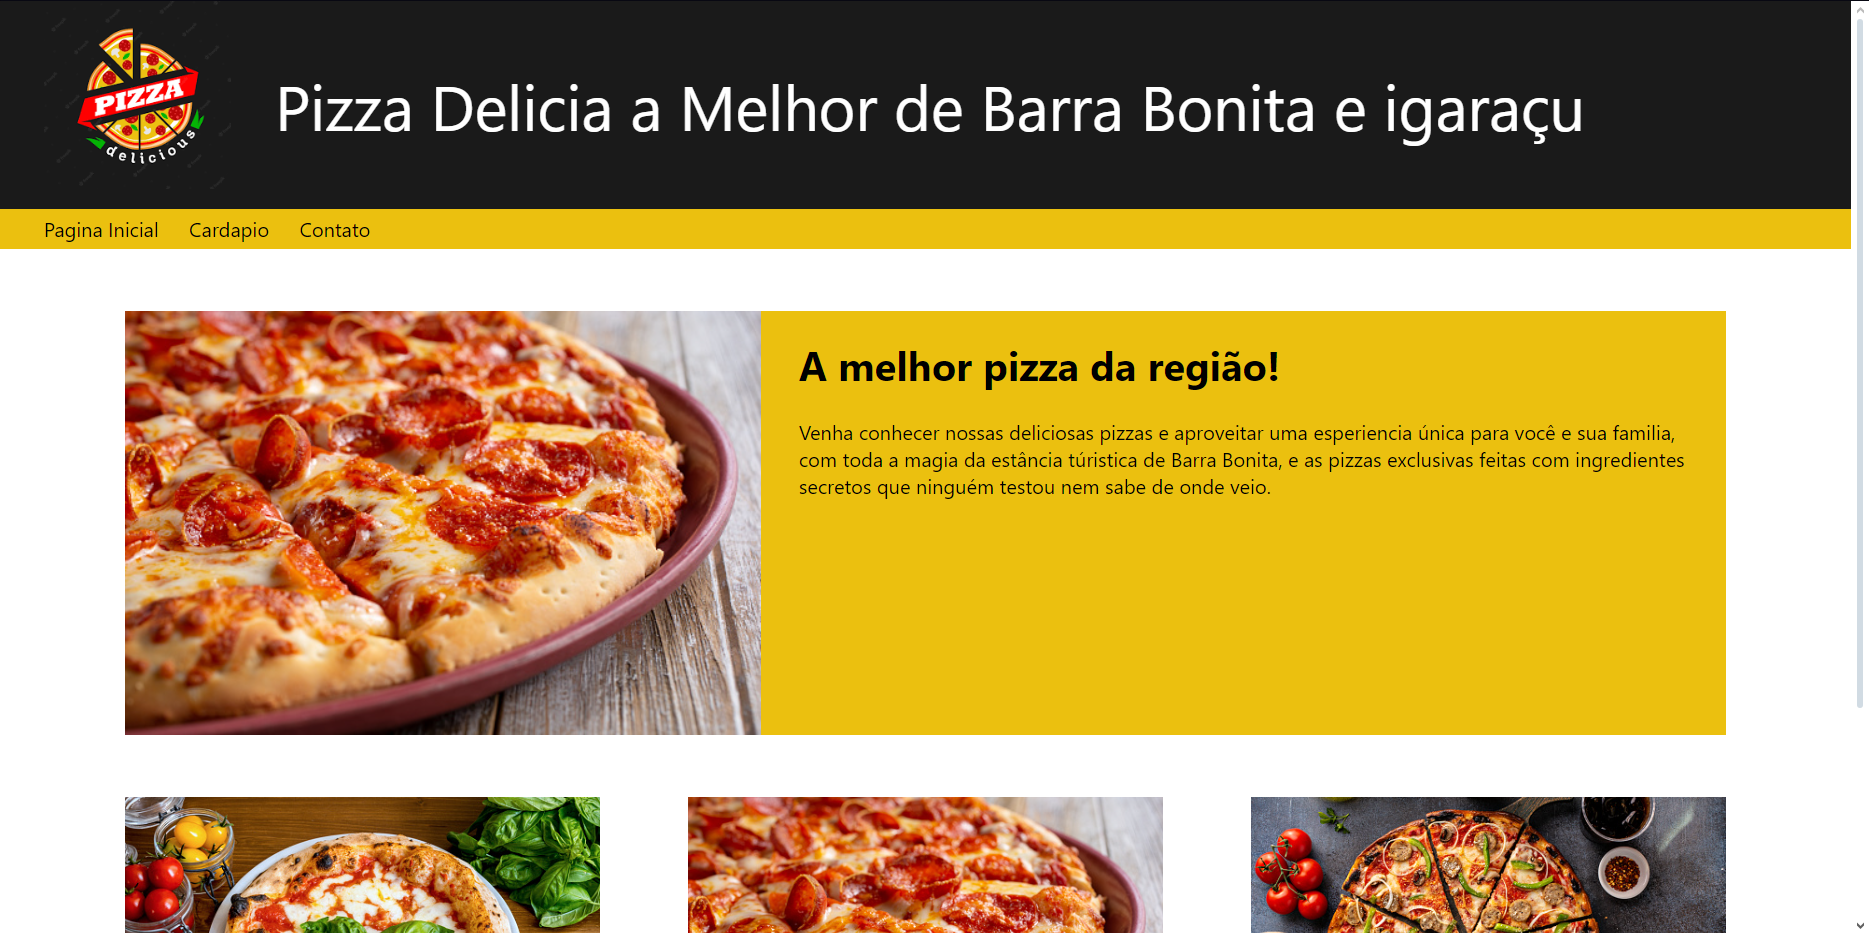 PIZZA
delicious
Pizza Delicia a Melhor de Barra Bonita e igaraçu
Pagina Inicial Cardapio Contato
A melhor pizza da região!
Venha conhecer nossas deliciosas pizzas e aproveitar uma esperiencia única para você e sua familia,
com toda a magia da estância túristica de Barra Bonita, e as pizzas exclusivas feitas com ingredientes
secretos que ninguém testou nem sabe de onde veio.